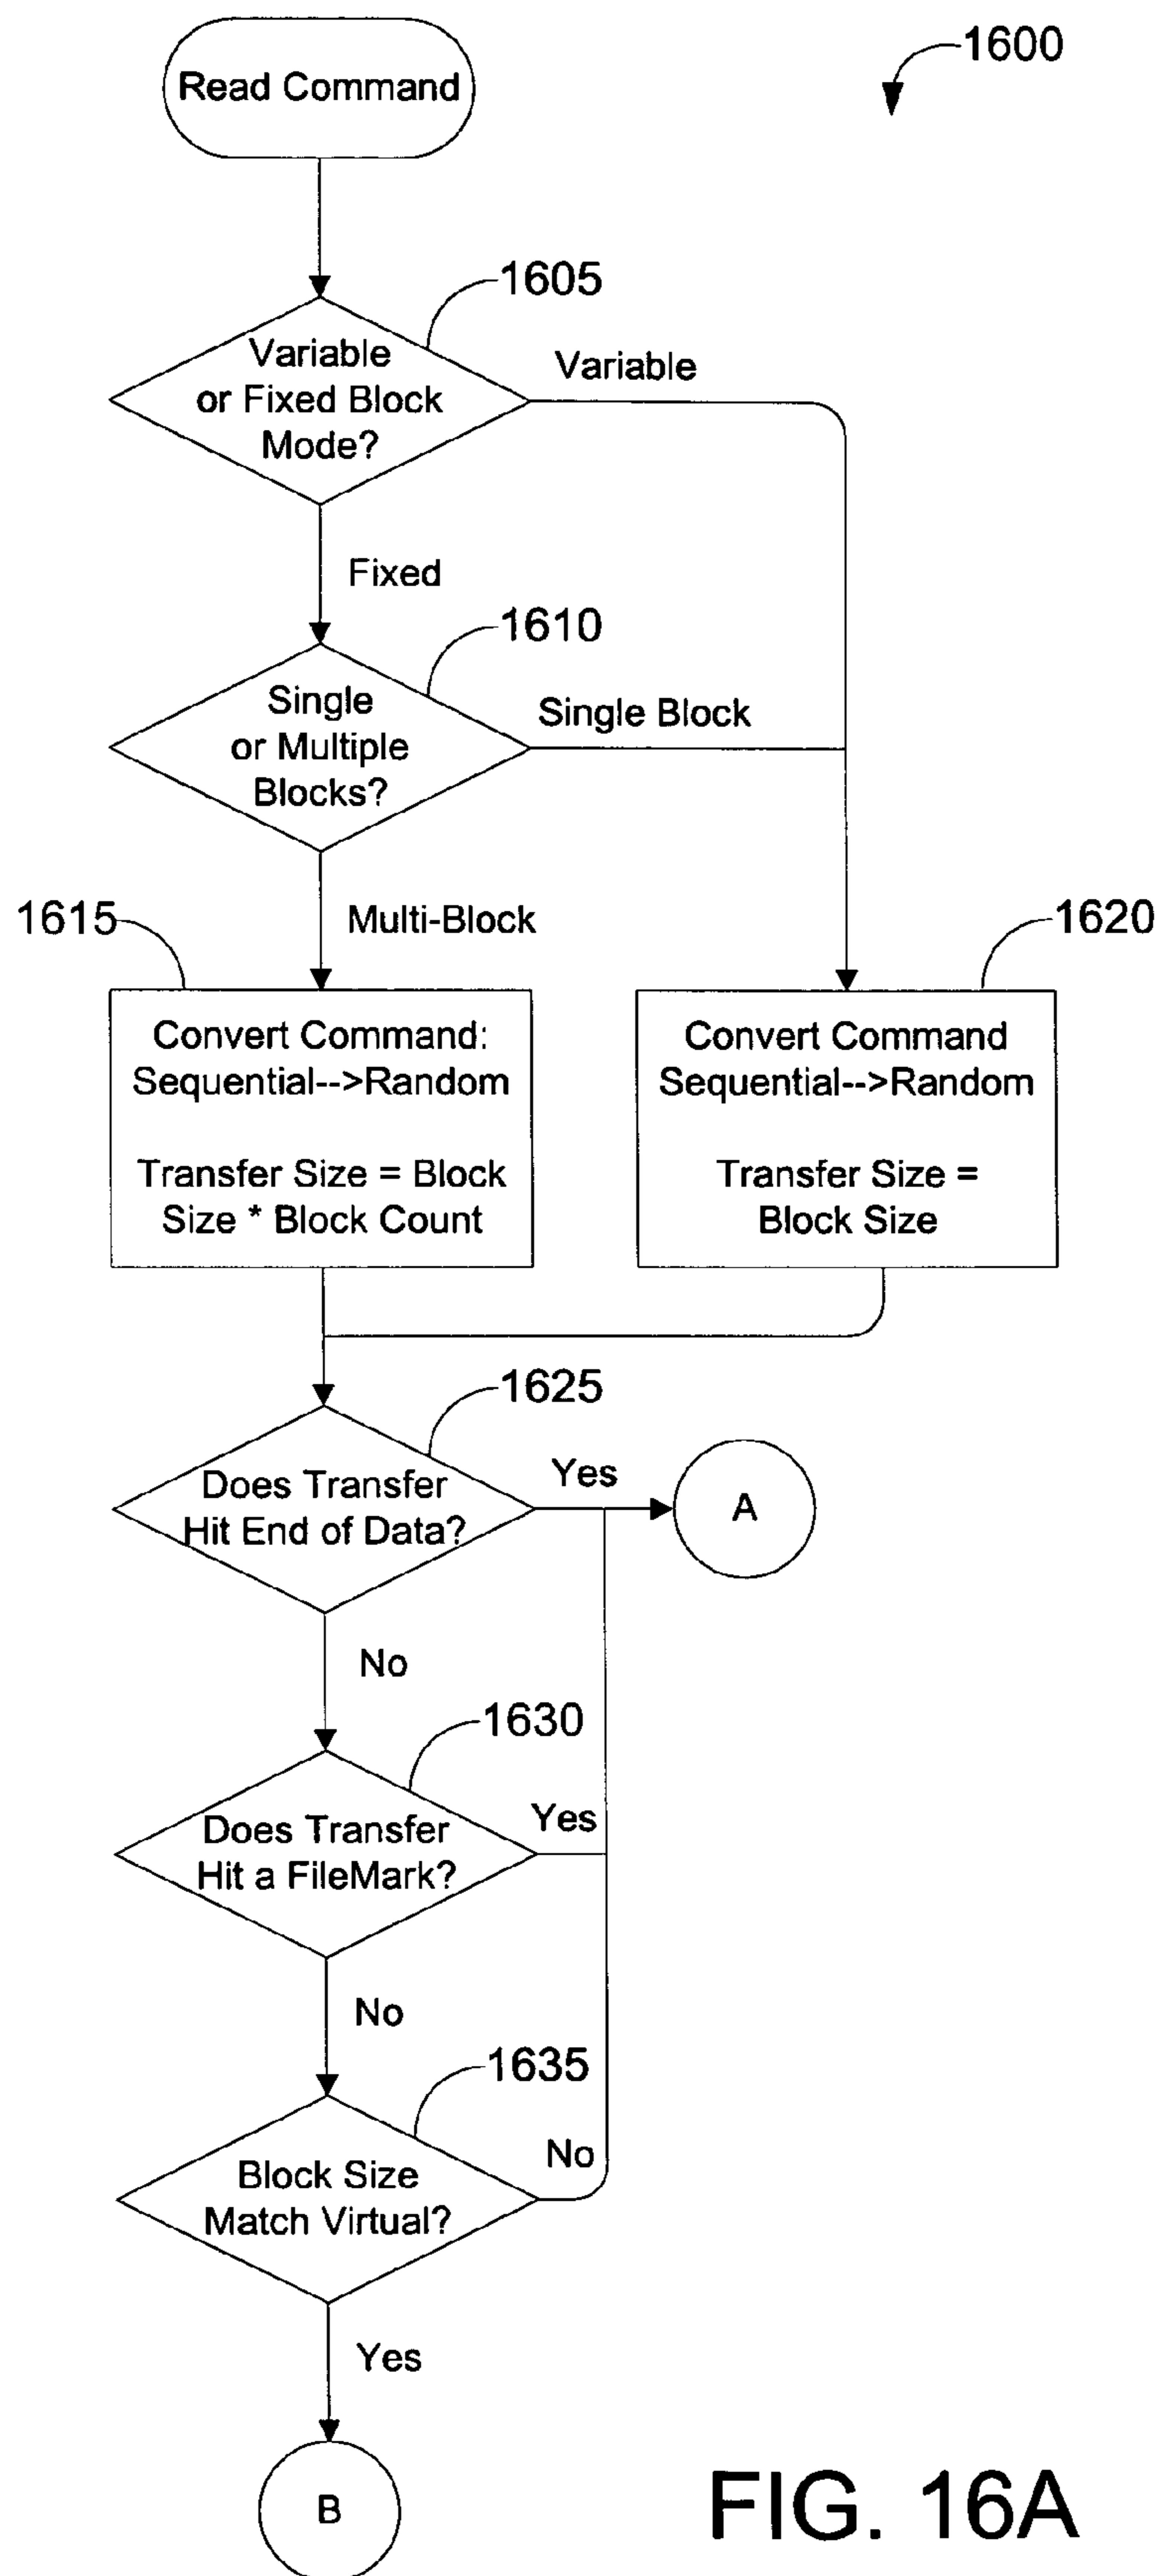 Read Command
1600
1605
Variable
or Fixed Block
Mode?
Variable
Fixed
1610
Single
or Multiple
Blocks?
Single Block
1615
Multi-Block
1620
Convert Command:
Sequential-->Random
Transfer Size = Block
Size * Block Count
Convert Command
Sequential-->Random
Transfer Size =
Block Size
1625
Does Transfer
Hit End of Data?
Yes
A
No
1630
Does Transfer
Hit a FileMark?
Yes
No
1635
Block Size
Match Virtual?
No
Yes
B
FIG. 16A